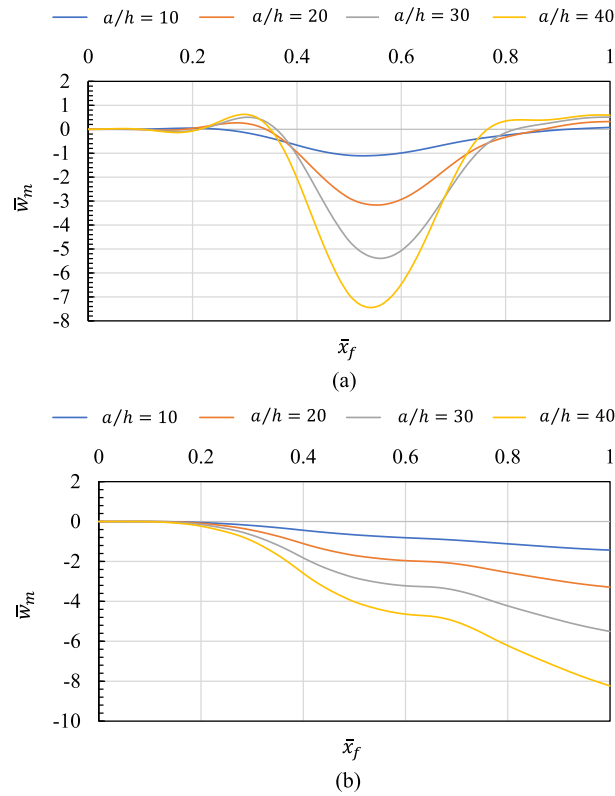 a/h = 10 a/h = 20 a/h = 30 a/h = 40
0 0.2 0.4 0.6 0.8 1
2
1
0
-1
-2
-3
-4
-5
-6
-7
-8
w̅m
x̄f
(a)
a/h = 10 a/h = 20 a/h = 30 a/h = 40
0 0.2 0.4 0.6 0.8 1
2
0
-2
-4
-6
-8
-10
w̅m
x̄f
(b)